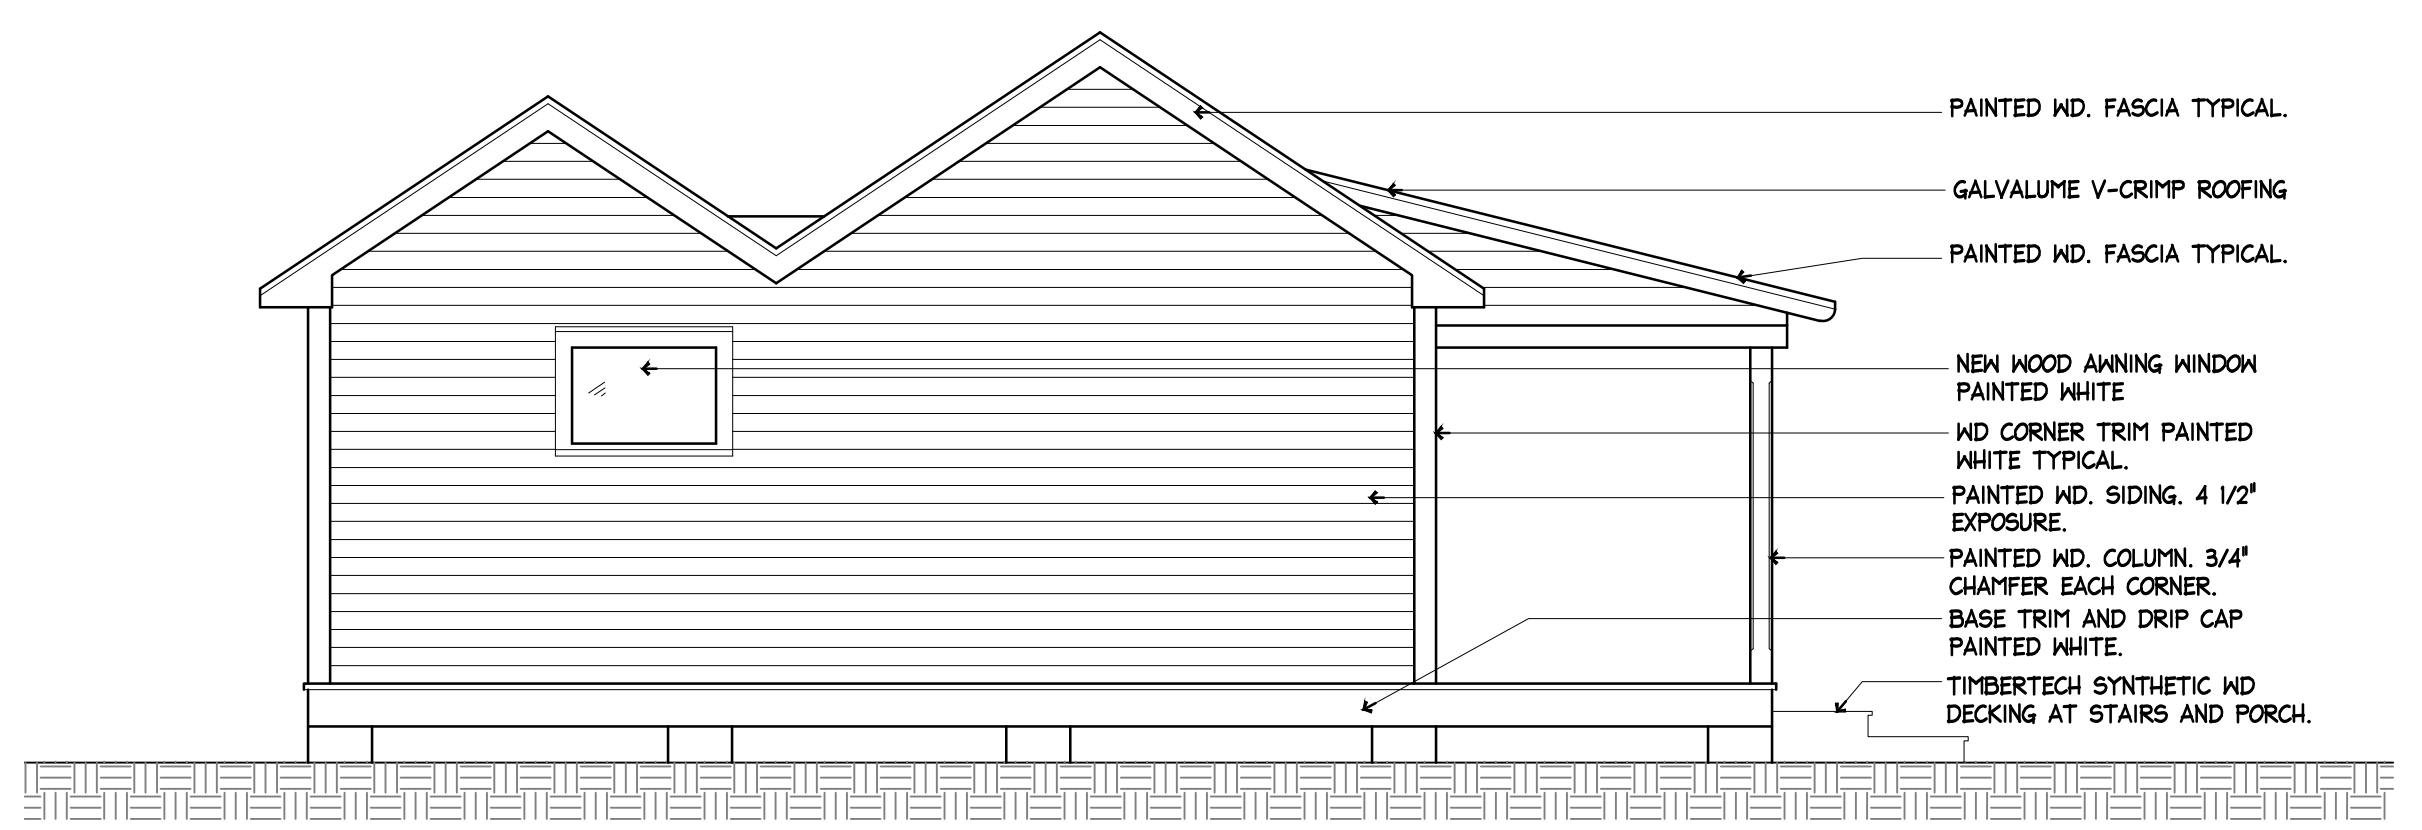 PAINTED WD. FASCIA TYPICAL.
GALVALUME V-CRIMP ROOFING
PAINTED WD. FASCIA TYPICAL.
NEW WOOD AWNING WINDOW
PAINTED WHITE
WD CORNER TRIM PAINTED
WHITE TYPICAL.
PAINTED WD. SIDING. 4 1/2"
EXPOSURE.
PAINTED WD. COLUMN. 3/4"
CHAMFER EACH CORNER.
BASE TRIM AND DRIP CAP
PAINTED WHITE.
TIMBERTECH SYNTHETIC WD
DECKING AT STAIRS AND PORCH.